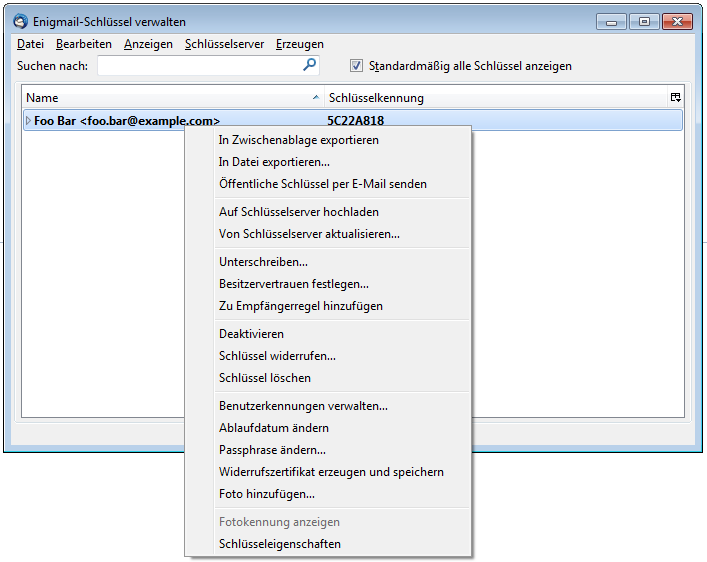 Enigmail-Schlüssel verwalten
Datei Bearbeiten Anzeigen Schlüsselserver Erzeugen
Suchen nach: Standardmäßig alle Schlüssel anzeigen
Name Schlüsselkennung
Foo Bar <foo.bar@example.com> 5C22A818
In Zwischenablage exportieren
In Datei exportieren...
Öffentliche Schlüssel per E-Mail senden
Auf Schlüsselserver hochladen
Von Schlüsselserver aktualisieren...
Unterschreiben...
Besitzervertrauen festlegen...
Zu Empfängerregel hinzufügen
Deaktivieren
Schlüssel widerrufen...
Schlüssel löschen
Benutzerkennungen verwalten...
Ablaufdatum ändern
Passphrase ändern...
Widerrufszertifikat erzeugen und speichern
Foto hinzufügen...
Fotokennung anzeigen
Schlüsseleigenschaften